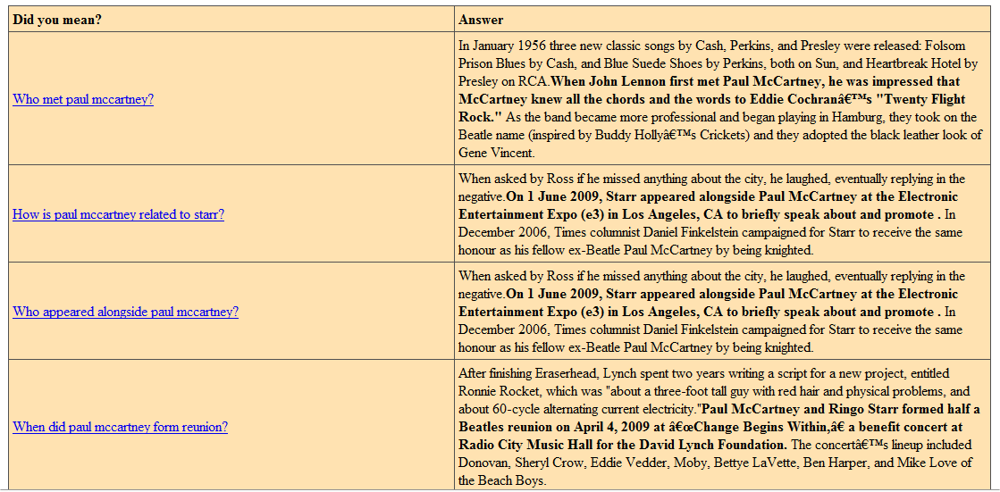 Did you mean?
Answer
Who met paul mccartney?
In January 1956 three new classic songs by Cash, Perkins, and Presley were released: Folsom
Prison Blues by Cash, and Blue Suede Shoes by Perkins, both on Sun, and Heartbreak Hotel by
Presley on RCA.When John Lennon first met Paul McCartney, he was impressed that
McCartney knew all the chords and the words to Eddie Cochranâ€™s "Twenty Flight
Rock." As the band became more professional and began playing in Hamburg, they took on the
Beatle name (inspired by Buddy Hollyâ€™s Crickets) and they adopted the black leather look of
Gene Vincent.
How is paul mccartney related to starr?
When asked by Ross if he missed anything about the city, he laughed, eventually replying in the
negative.On 1 June 2009, Starr appeared alongside Paul McCartney at the Electronic
Entertainment Expo (e3) in Los Angeles, CA to briefly speak about and promote . In
December 2006, Times columnist Daniel Finkelstein campaigned for Starr to receive the same
honour as his fellow ex-Beatle Paul McCartney by being knighted.
Who appeared alongside paul mccartney?
When asked by Ross if he missed anything about the city, he laughed, eventually replying in the
negative.On 1 June 2009, Starr appeared alongside Paul McCartney at the Electronic
Entertainment Expo (e3) in Los Angeles, CA to briefly speak about and promote . In
December 2006, Times columnist Daniel Finkelstein campaigned for Starr to receive the same
honour as his fellow ex-Beatle Paul McCartney by being knighted.
When did paul mccartney form reunion?
After finishing Eraserhead, Lynch spent two years writing a script for a new project, entitled
Ronnie Rocket, which was "about a three-foot tall guy with red hair and physical problems, and
about 60-cycle alternating current electricity."Paul McCartney and Ringo Starr formed half a
Beatles reunion on April 4, 2009 at â€œChange Begins Within,â€ a benefit concert at
Radio City Music Hall for the David Lynch Foundation. The concertâ€™s lineup included
Donovan, Sheryl Crow, Eddie Vedder, Moby, Bettye LaVette, Ben Harper, and Mike Love of
the Beach Boys.